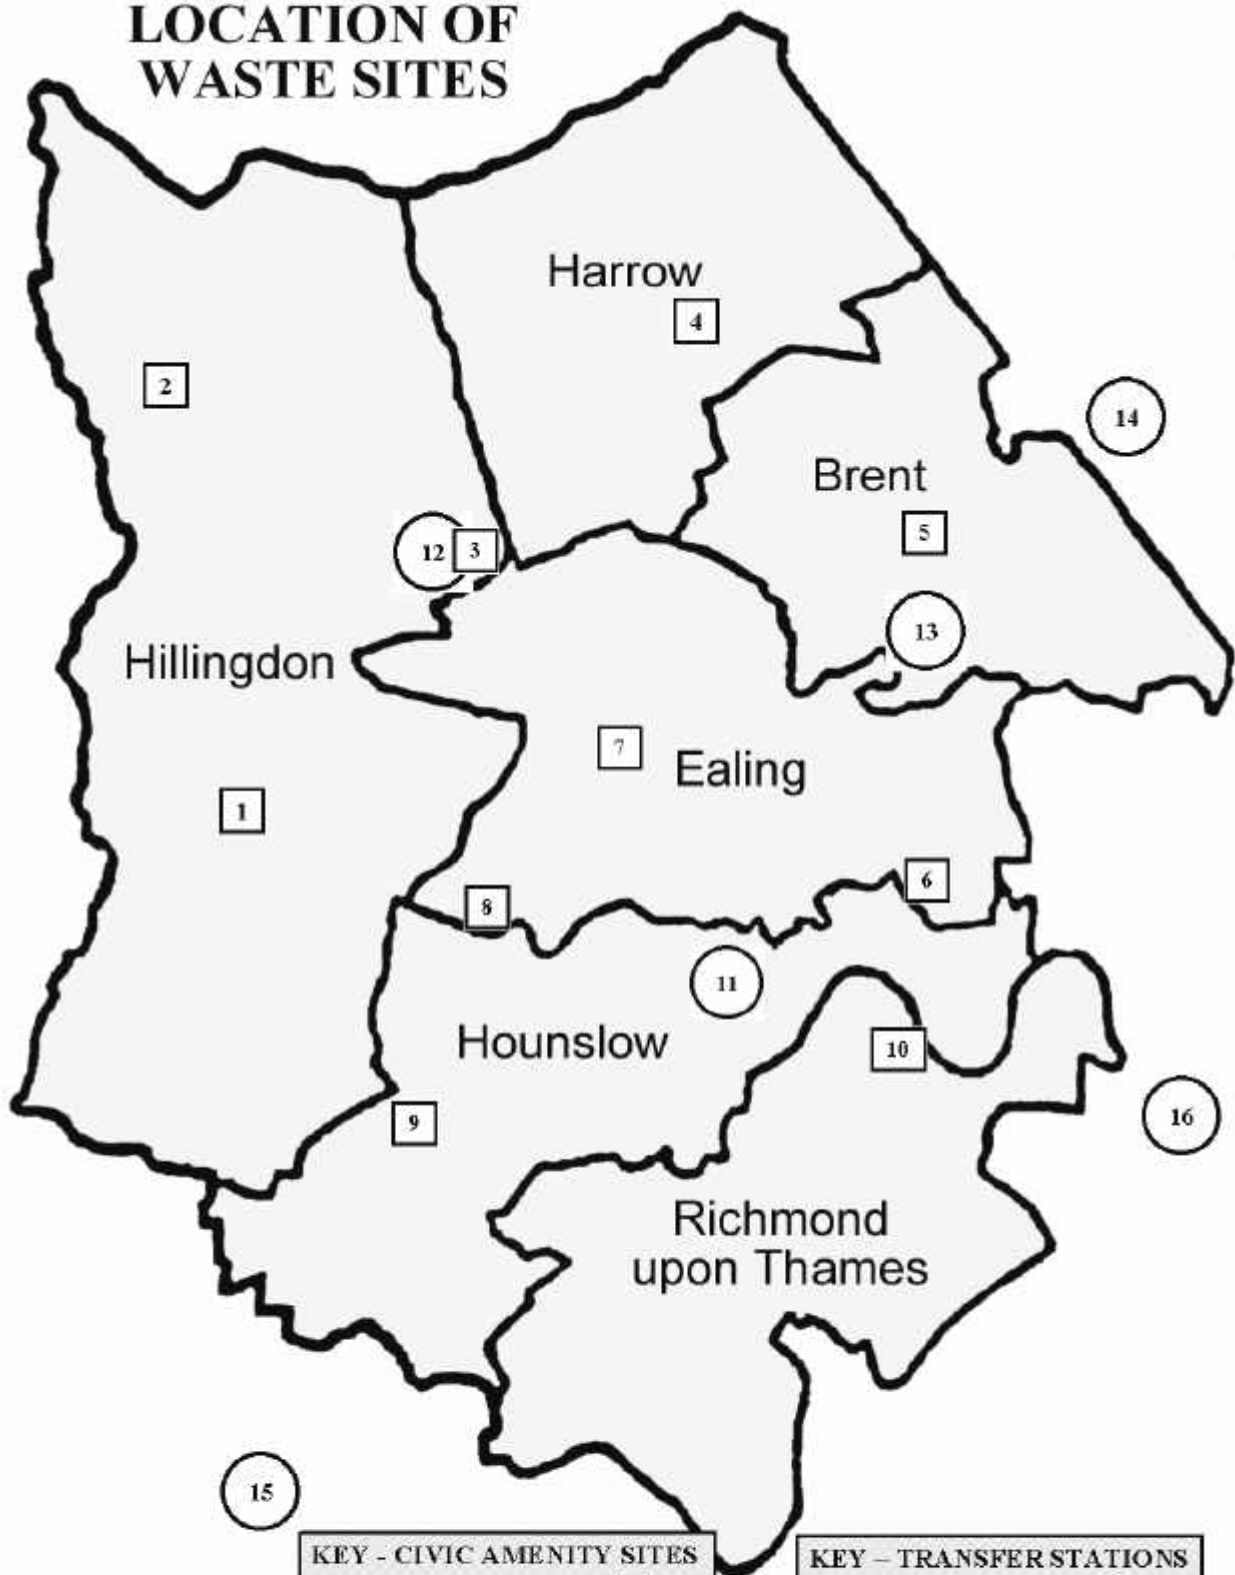 LOCATION OF
WASTE SITES
Harrow
4
2
14
Brent
5
12 3
13
Hillingdon
7
Ealing
1
6
8
11
Hounslow
10
9
16
Richmond
upon Thames
15
KEY - CIVIC AMENITY SITES
KEY – TRANSFER STATIONS